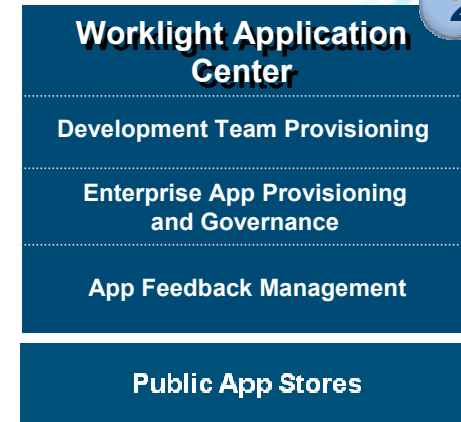 Worklight Application
Center
Development Team Provisioning
Enterprise App Provisioning
and Governance
App Feedback Management
Public App Stores